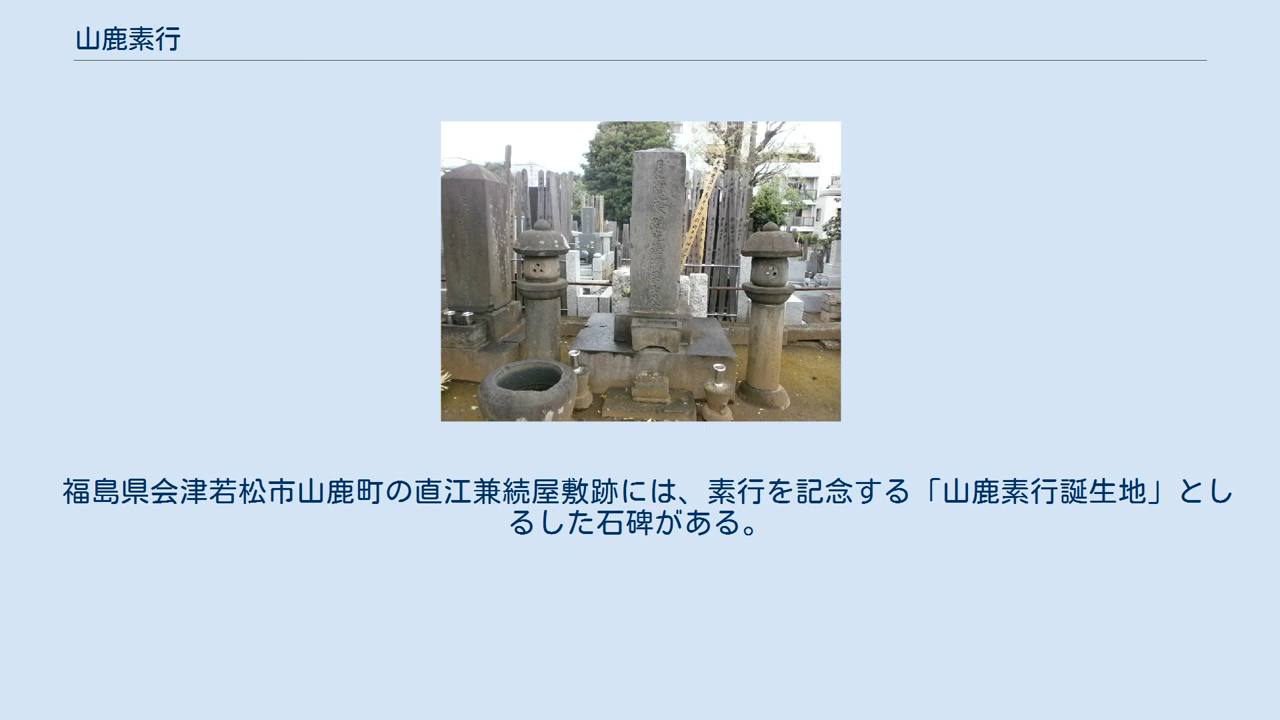 山鹿素行
福島県会津若松市山鹿町の直江兼続屋敷跡には、素行を記念する「山鹿素行誕生地」とし
るした石碑がある。